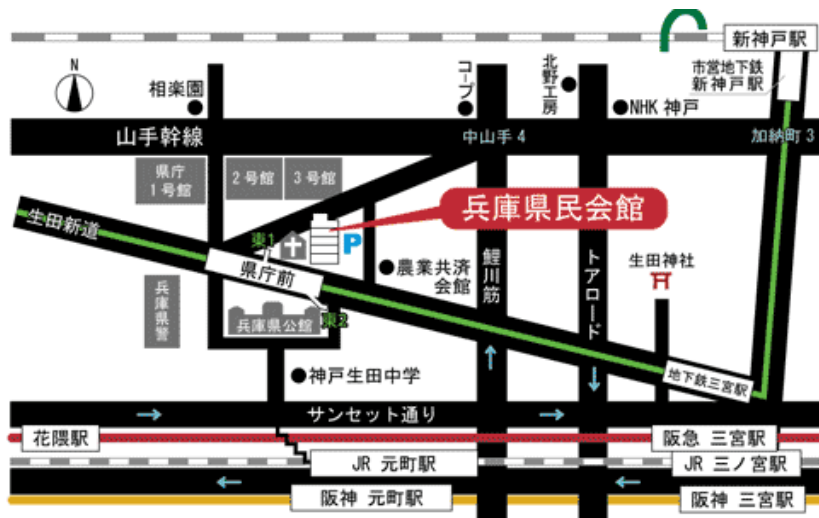 新神戸駅
N
市営地下鉄
新神戸駅
相楽園
コープ
北野工房
NHK 神戸
山手幹線
中山手 4
加納町 3
県庁
1号館
2号館
3号館
兵庫県民会館
生田新道
東1
P
県庁前
農業共済
会館
鯉川筋
トアロード
生田神社
兵庫県警
兵庫県公館
東2
神戸生田中学
地下鉄三宮駅
サンセット通り
花隈駅
阪急 三宮駅
JR 元町駅
JR 三ノ宮駅
阪神 元町駅
阪神 三宮駅